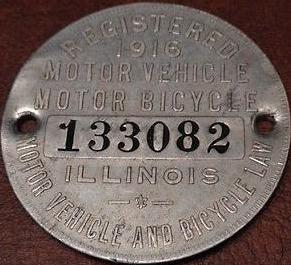 REGISTERED
1916
MOTOR VEHICLE
MOTOR BICYCLE
133082
ILLINOIS
MOTOR VEHICLE AND BICYCLE LAW